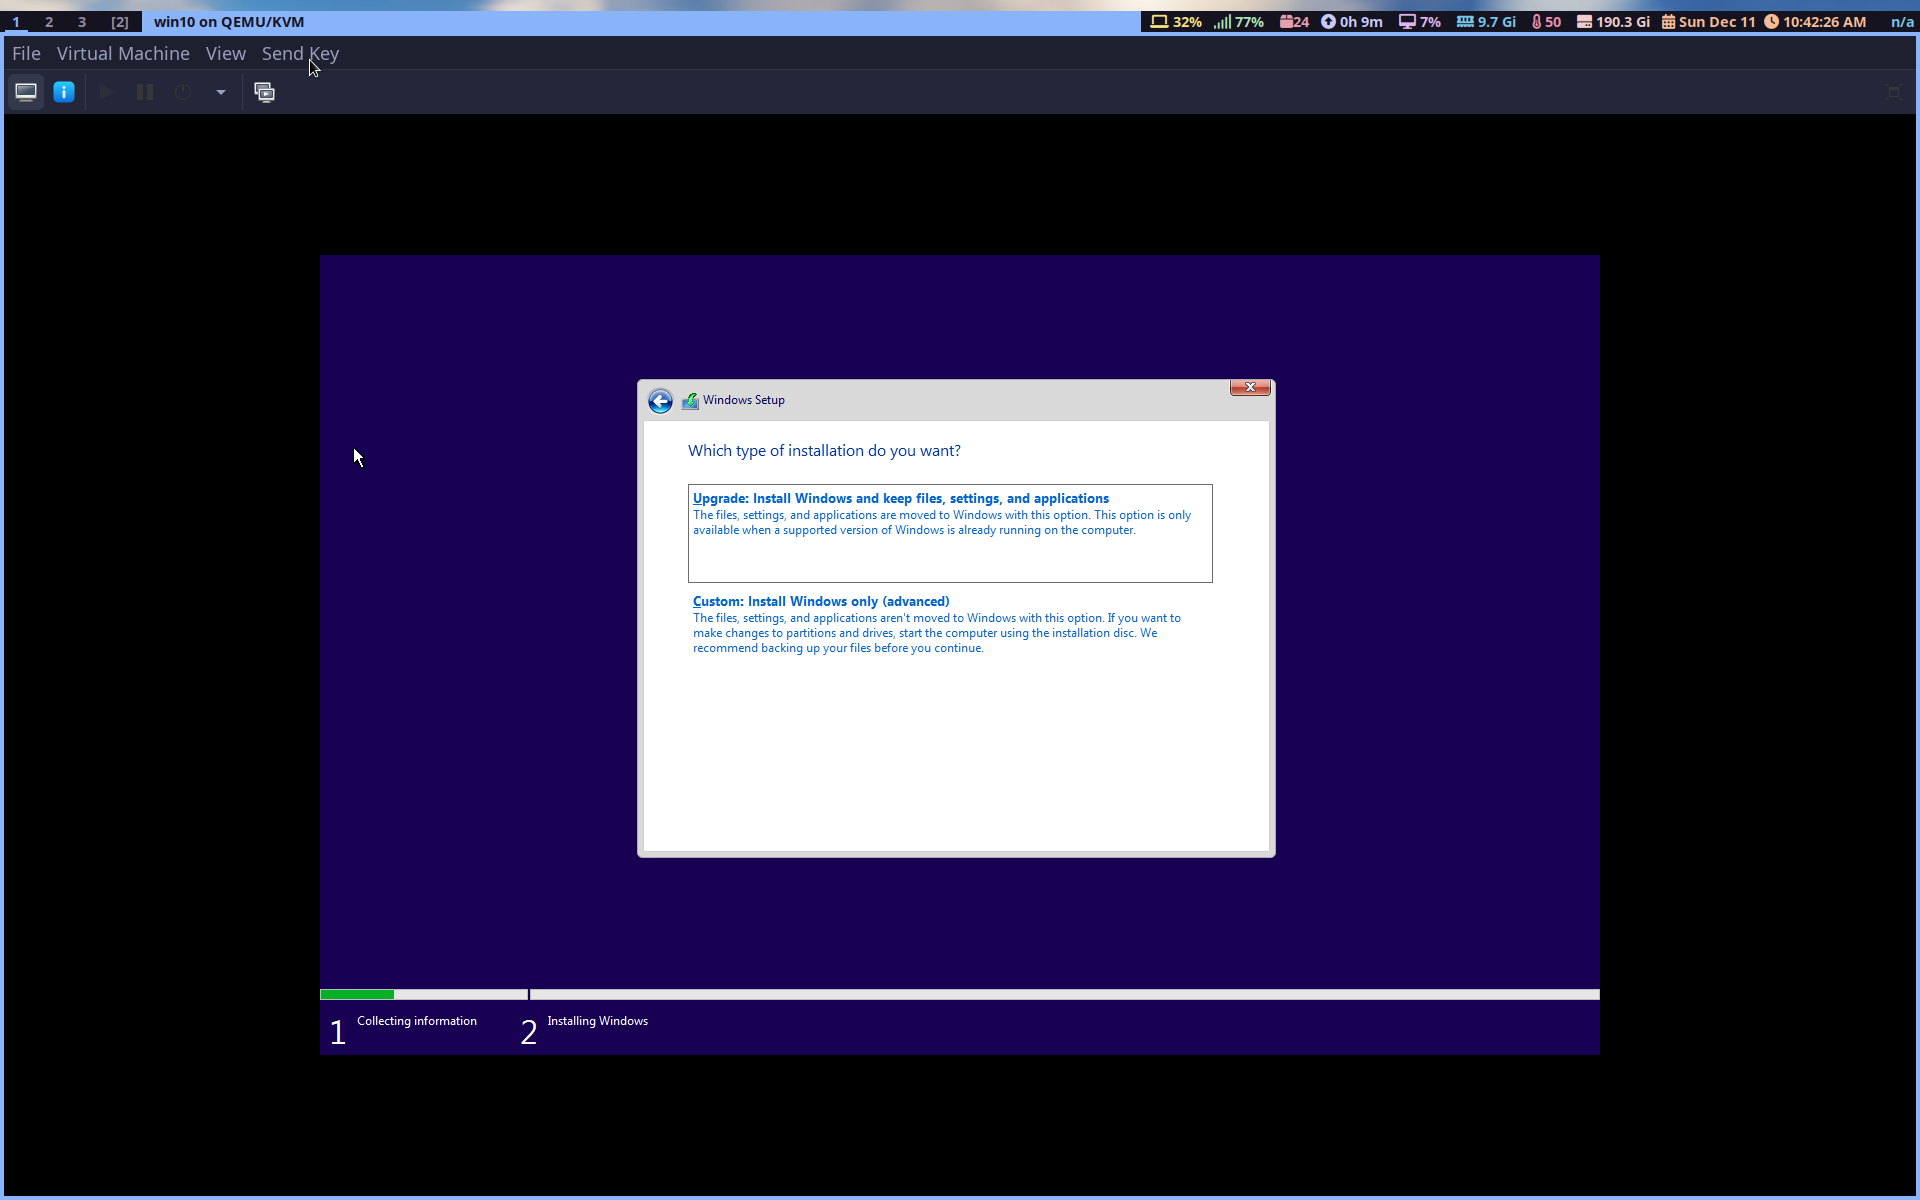 1 2 3 [2] win10 on QEMU/KVM 32% 77% 24 0h 9m 7% 9.7 Gi 50 190.3 Gi Sun Dec 11 10:42:26 AM n/a
File Virtual Machine View Send Key
Windows Setup
Which type of installation do you want?
Upgrade: Install Windows and keep files, settings, and applications
The files, settings, and applications are moved to Windows with this option. This option is only
available when a supported version of Windows is already running on the computer.
Custom: Install Windows only (advanced)
The files, settings, and applications aren't moved to Windows with this option. If you want to
make changes to partitions and drives, start the computer using the installation disc. We
recommend backing up your files before you continue.
1 Collecting information 2 Installing Windows